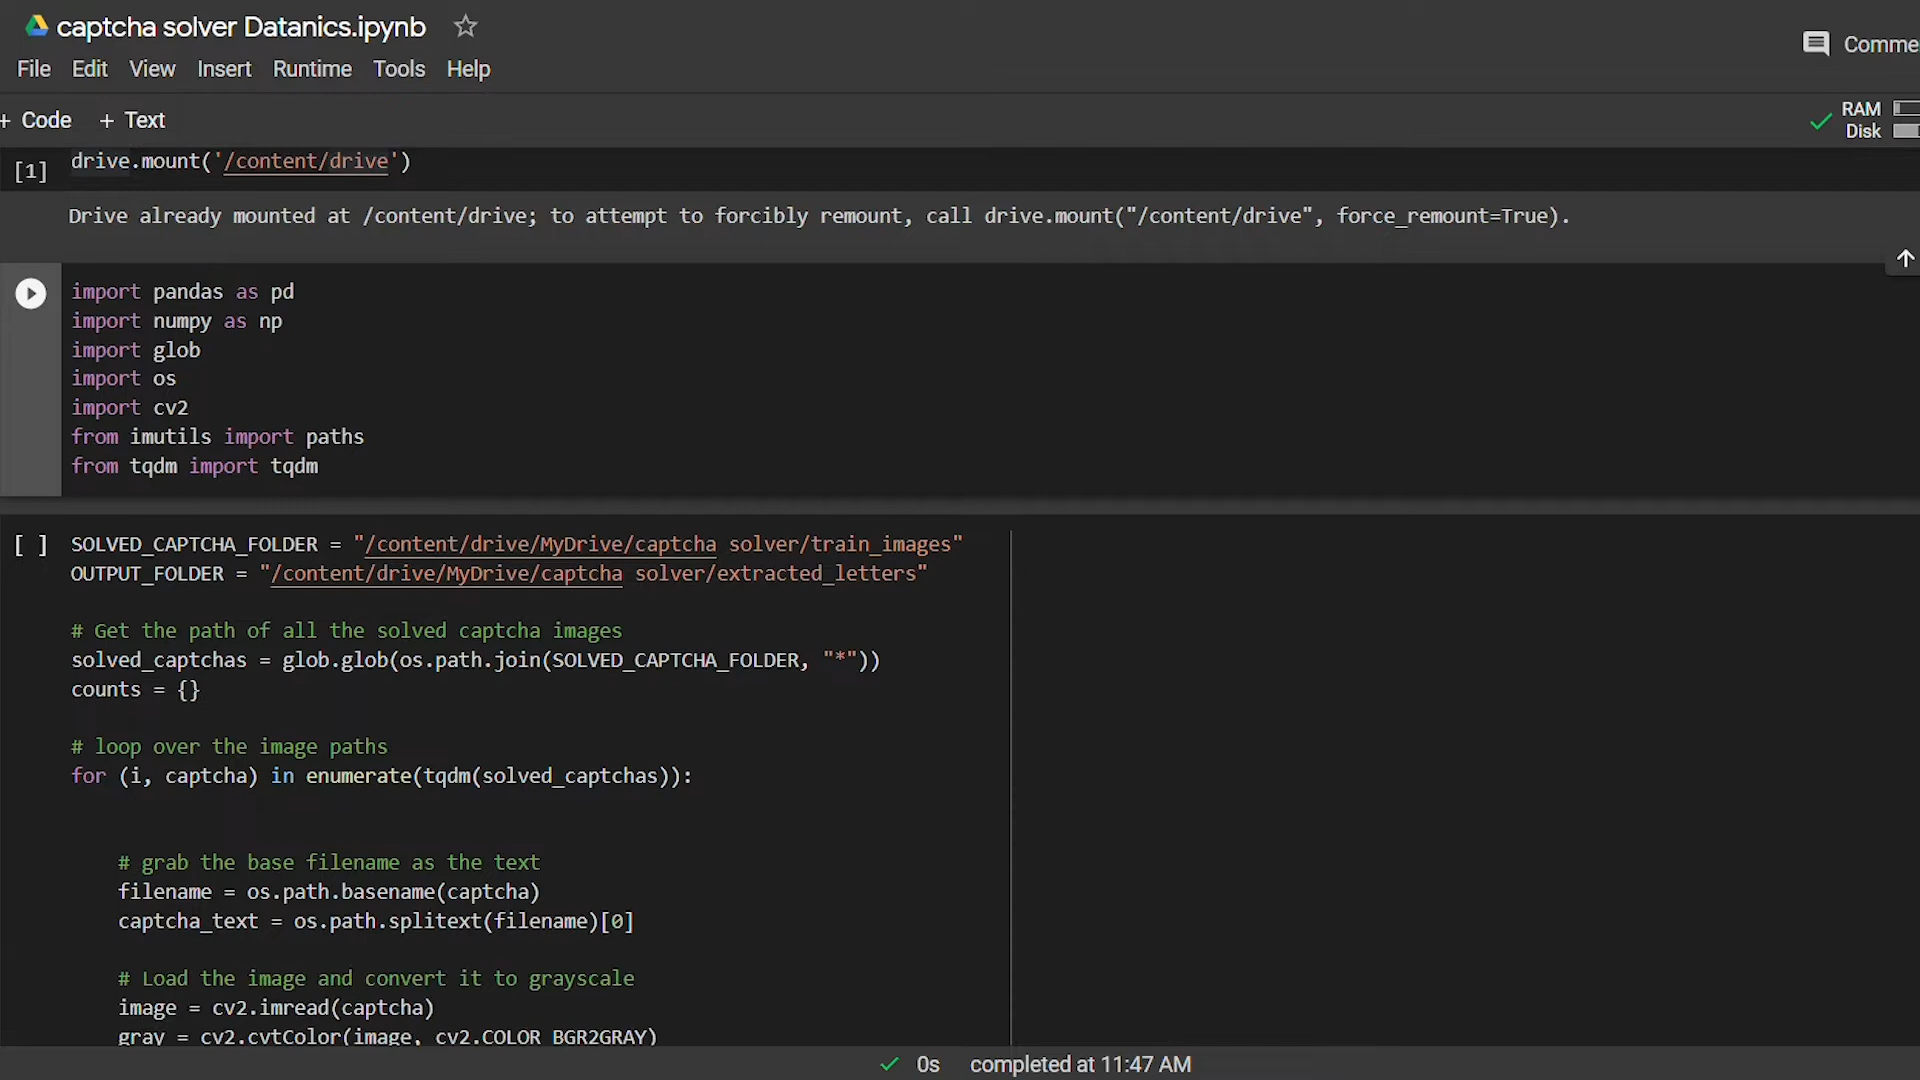 captcha solver Datanics.ipynb
File Edit View Insert Runtime Tools Help
Comme
+ Code + Text
RAM
Disk
[1] drive.mount('/content/drive')
Drive already mounted at /content/drive; to attempt to forcibly remount, call drive.mount("/content/drive", force_remount=True).
import pandas as pd
import numpy as np
import glob
import os
import cv2
from imutils import paths
from tqdm import tqdm
[ ] SOLVED_CAPTCHA_FOLDER = "/content/drive/MyDrive/captcha solver/train_images"
OUTPUT_FOLDER = "/content/drive/MyDrive/captcha solver/extracted_letters"
# Get the path of all the solved captcha images
solved_captchas = glob.glob(os.path.join(SOLVED_CAPTCHA_FOLDER, "*"))
counts = {}
# loop over the image paths
for (i, captcha) in enumerate(tqdm(solved_captchas)):
# grab the base filename as the text
filename = os.path.basename(captcha)
captcha_text = os.path.splitext(filename)[0]
# Load the image and convert it to grayscale
image = cv2.imread(captcha)
gray = cv2.cvtColor(image, cv2.COLOR_BGR2GRAY)
0s completed at 11:47 AM